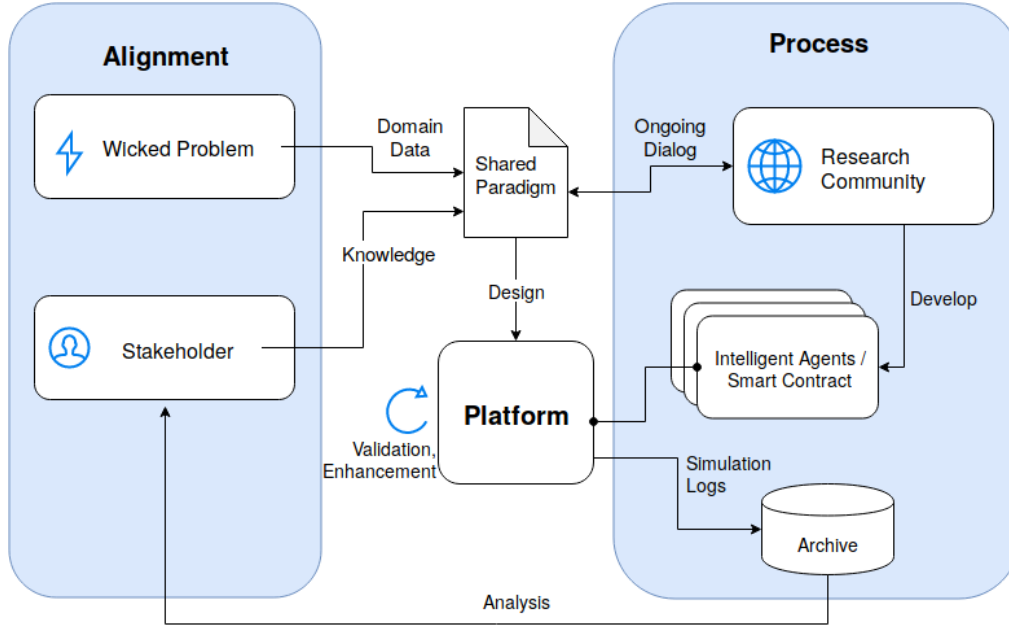 Alignment
Process
Wicked Problem
Domain
Data
Shared
Paradigm
Ongoing
Dialog
Research
Community
Knowledge
Stakeholder
Design
Develop
Intelligent Agents /
Smart Contract
Platform
Validation,
Enhancement
Simulation
Logs
Archive
Analysis